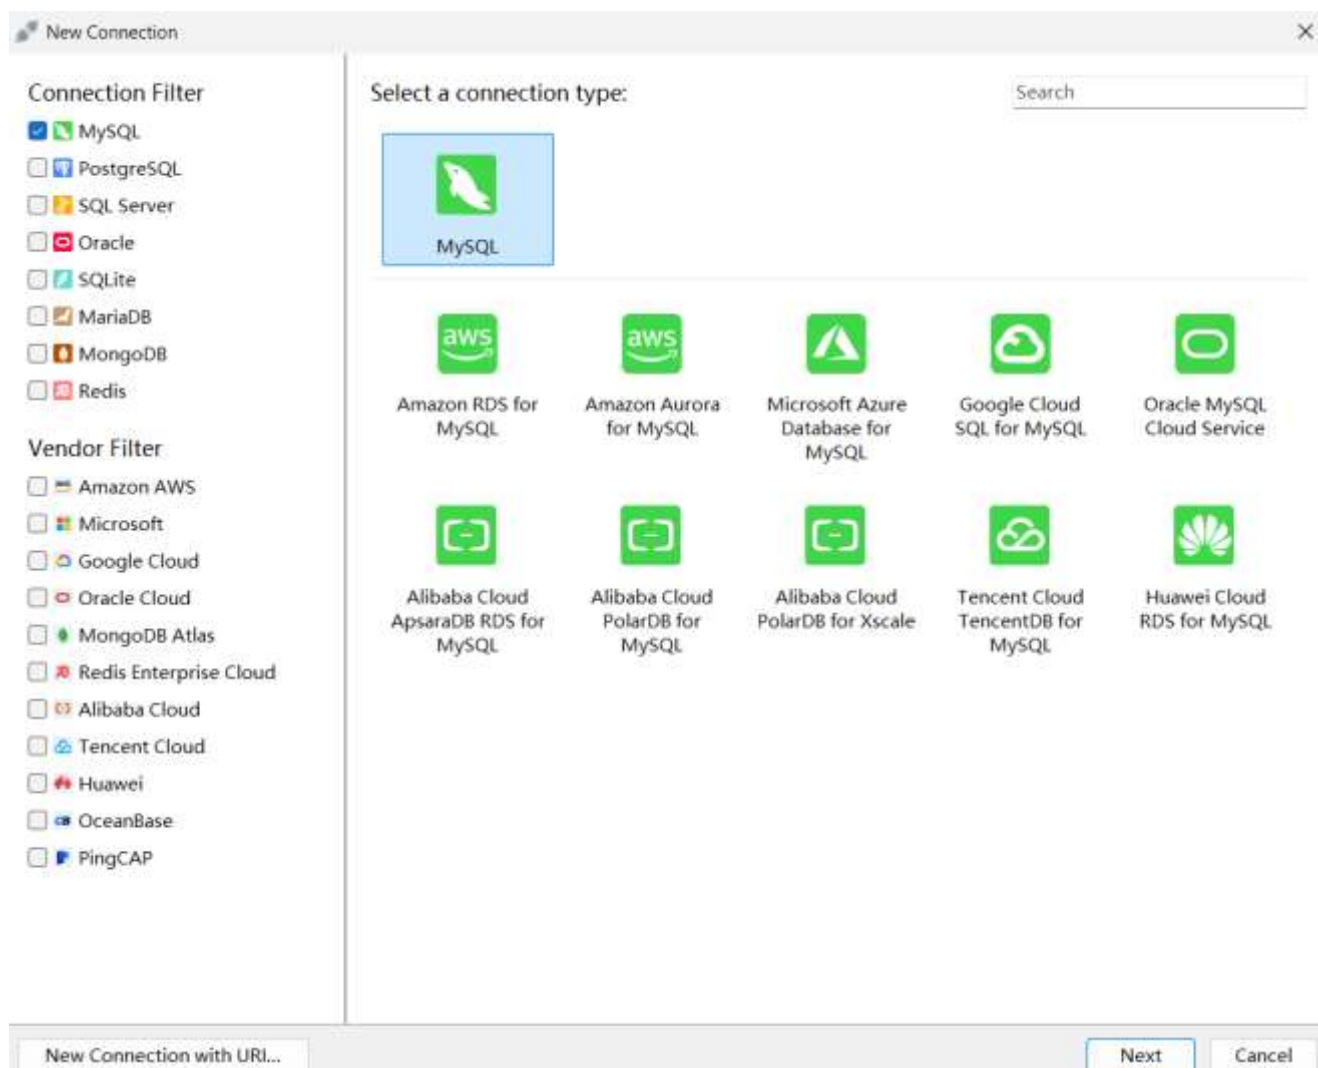 New Connection
Connection Filter
MySQL
PostgreSQL
SQL Server
Oracle
SQLite
MariaDB
MongoDB
Redis
Vendor Filter
Amazon AWS
Microsoft
Google Cloud
Oracle Cloud
MongoDB Atlas
Redis Enterprise Cloud
Alibaba Cloud
Tencent Cloud
Huawei
OceanBase
PingCAP
Select a connection type:
Search
MySQL
aws
Amazon RDS for
MySQL
aws
Amazon Aurora
for MySQL
Microsoft Azure
Database for
MySQL
Google Cloud
SQL for MySQL
Oracle MySQL
Cloud Service
Alibaba Cloud
ApsaraDB RDS for
MySQL
Alibaba Cloud
PolarDB for
MySQL
Alibaba Cloud
PolarDB for Xscale
Tencent Cloud
TencentDB for
MySQL
Huawei Cloud
RDS for MySQL
New Connection with URI...
Next
Cancel